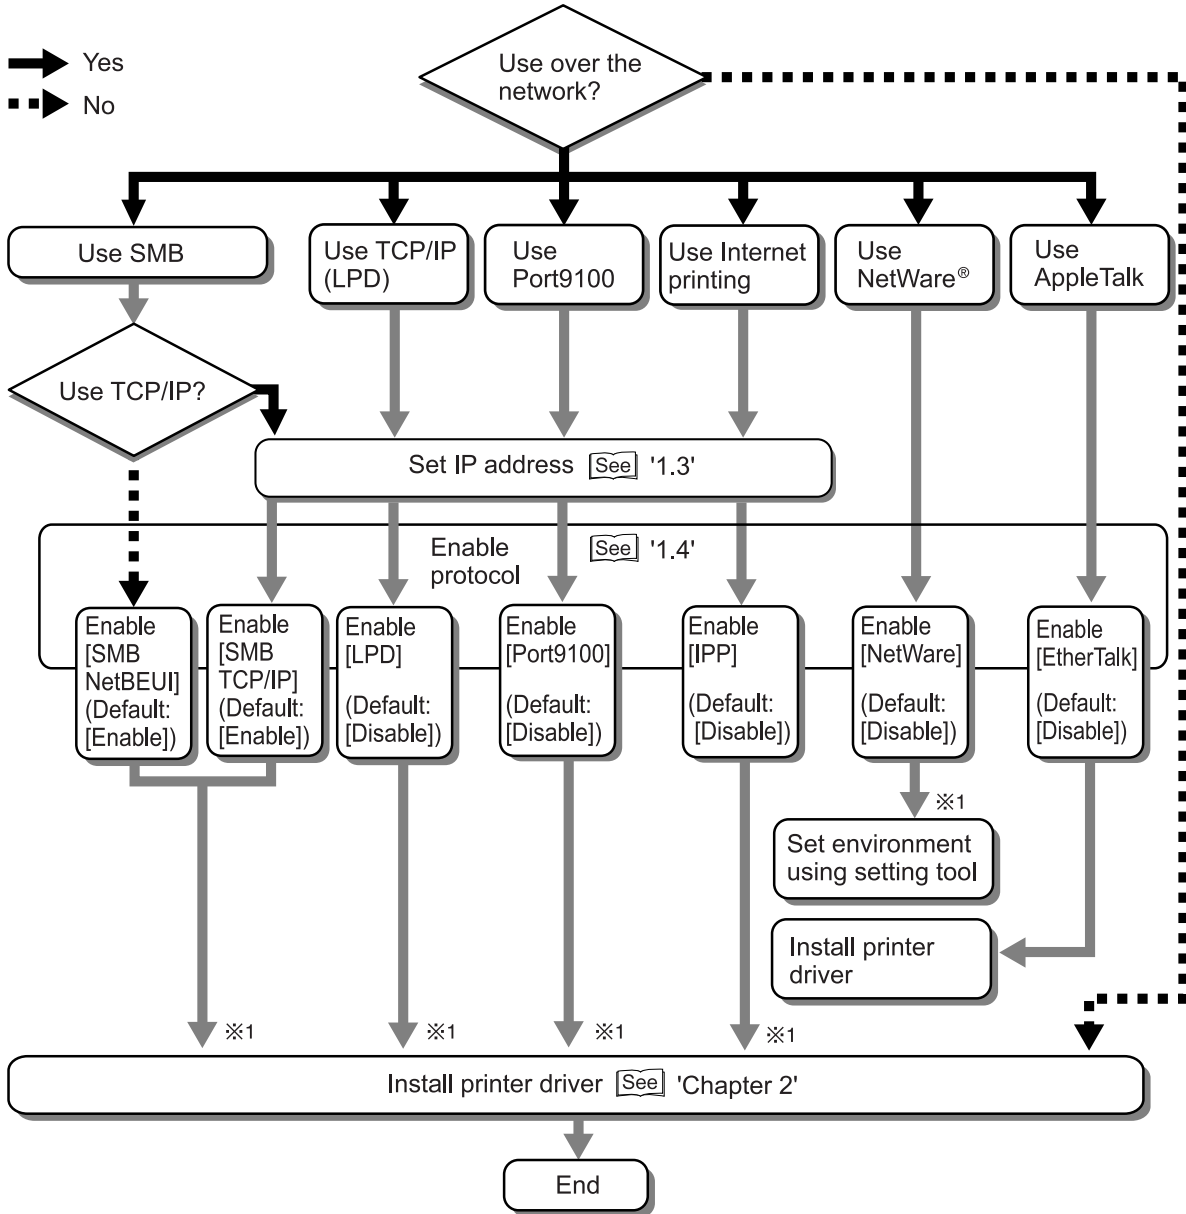 Yes
No
Use over the
network?
Use SMB
Use TCP/IP
(LPD)
Use
Port9100
Use Internet
printing
Use
NetWare®
Use
AppleTalk
Use TCP/IP?
Set IP address See '1.3'
Enable
protocol
See '1.4'
Enable
[SMB
NetBEUI]
(Default:
[Enable])
Enable
[SMB
TCP/IP]
(Default:
[Enable])
Enable
[LPD]
(Default:
[Disable])
Enable
[Port9100]
(Default:
[Disable])
Enable
[IPP]
(Default:
[Disable])
Enable
[NetWare]
(Default:
[Disable])
Enable
[EtherTalk]
(Default:
[Disable])
※1
Set environment
using setting tool
Install printer
driver
※1
※1
※1
※1
Install printer driver See 'Chapter 2'
End